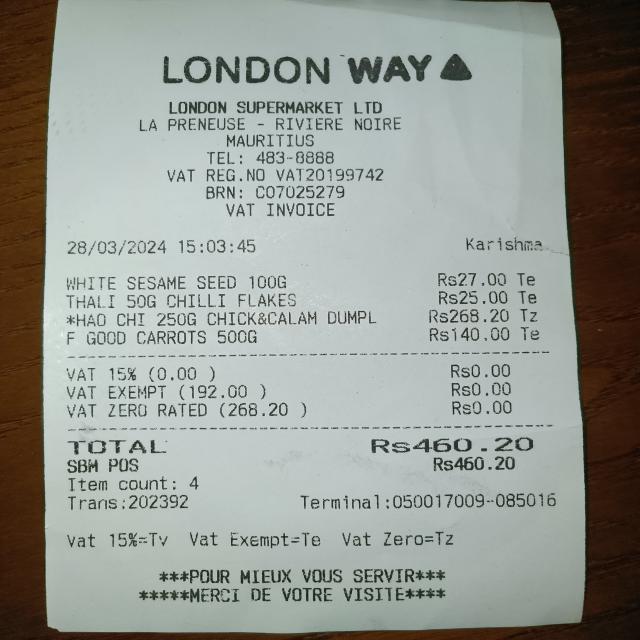 LONDON WAY
LONDON SUPERMARKET LTD
LA PRENEUSE - RIVIERE NOIRE
MAURITIUS
TEL: 483-8888
VAT REG.NO VAT20199742
BRN: C07025279
VAT INVOICE
28/03/2024 15:03:45 Karishma
WHITE SESAME SEED 100G Rs27.00 Te
THALI 50G CHILLI FLAKES Rs25.00 Te
*HAO CHI 250G CHICK&CALAM DUMPL Rs268.20 Tz
F GOOD CARROTS 500G Rs140.00 Te
VAT 15% (0.00 ) Rs0.00
VAT EXEMPT (192.00 ) Rs0.00
VAT ZERO RATED (268.20 ) Rs0.00
TOTAL Rs460.20
SBM POS Rs460.20
Item count: 4
Trans:202392 Terminal:050017009-085016
Vat 15%=Tv Vat Exempt=Te Vat Zero=Tz
***POUR MIEUX VOUS SERVIR***
*****MERCI DE VOTRE VISITE****